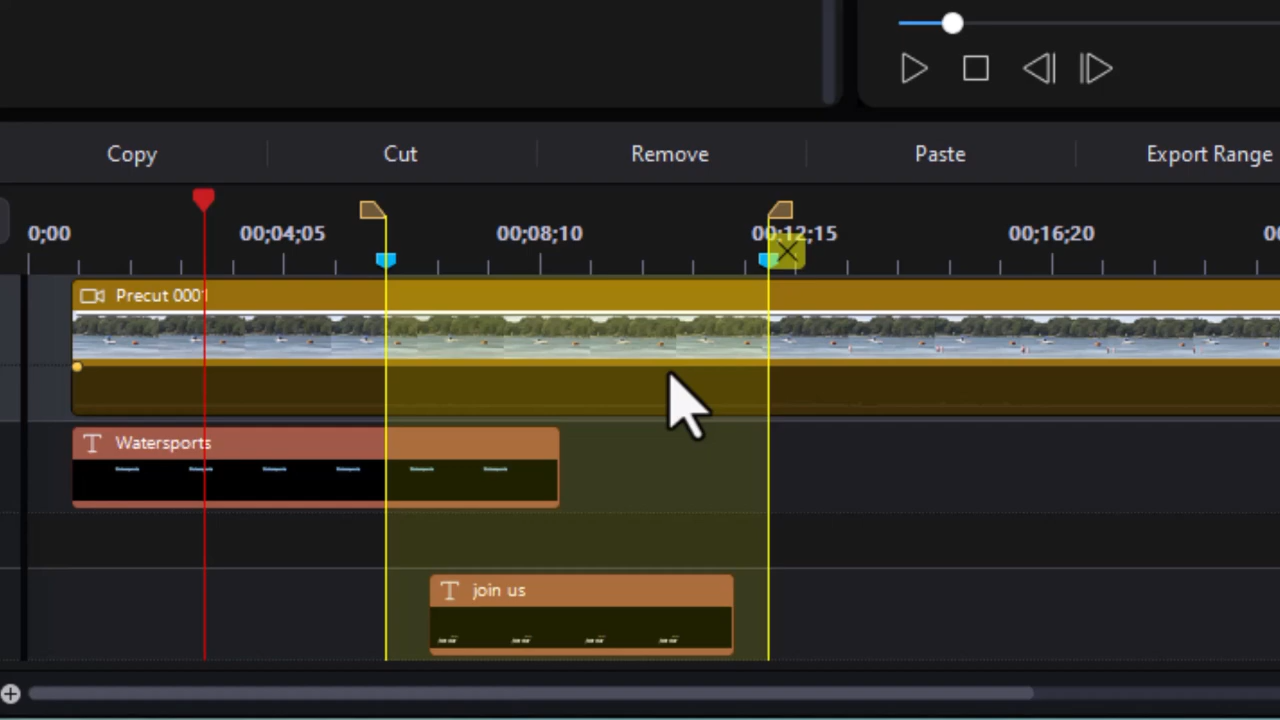 Copy Cut Remove Paste Export Range
0;00 00;04;05 00;08;10 00;12;15 00;16;20
Precut 0001
Watersports
join us